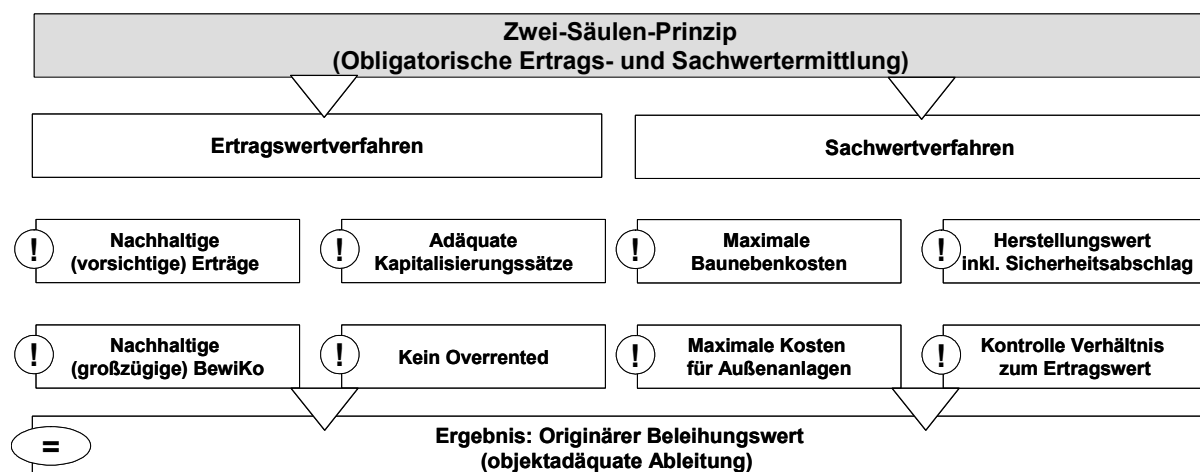 Zwei-Säulen-Prinzip
(Obligatorische Ertrags- und Sachwertermittlung)
Ertragswertverfahren
Sachwertverfahren
!
Nachhaltige
(vorsichtige) Erträge
!
Adäquate
Kapitalisierungssätze
!
Maximale
Baunebenkosten
!
Herstellungswert
inkl. Sicherheitsabschlag
!
Nachhaltige
(großzügige) BewiKo
!
Kein Overrented
!
Maximale Kosten
für Außenanlagen
!
Kontrolle Verhältnis
zum Ertragswert
=
Ergebnis: Originärer Beleihungswert
(objektadäquate Ableitung)